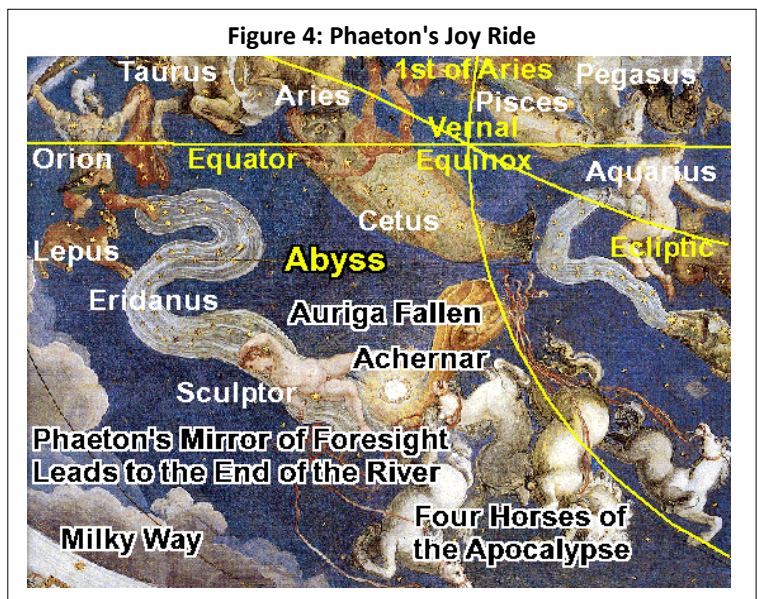 Figure 4: Phaeton's Joy Ride
Taurus
Aries
1st of Aries
Pegasus
Pisces
Vernal
Orion
Equator
Equinox
Aquarius
Cetus
Lepus
Abyss
Ecliptic
Eridanus
Auriga Fallen
Achernar
Sculptor
Phaeton's Mirror of Foresight
Leads to the End of the River
Four Horses of
the Apocalypse
Milky Way